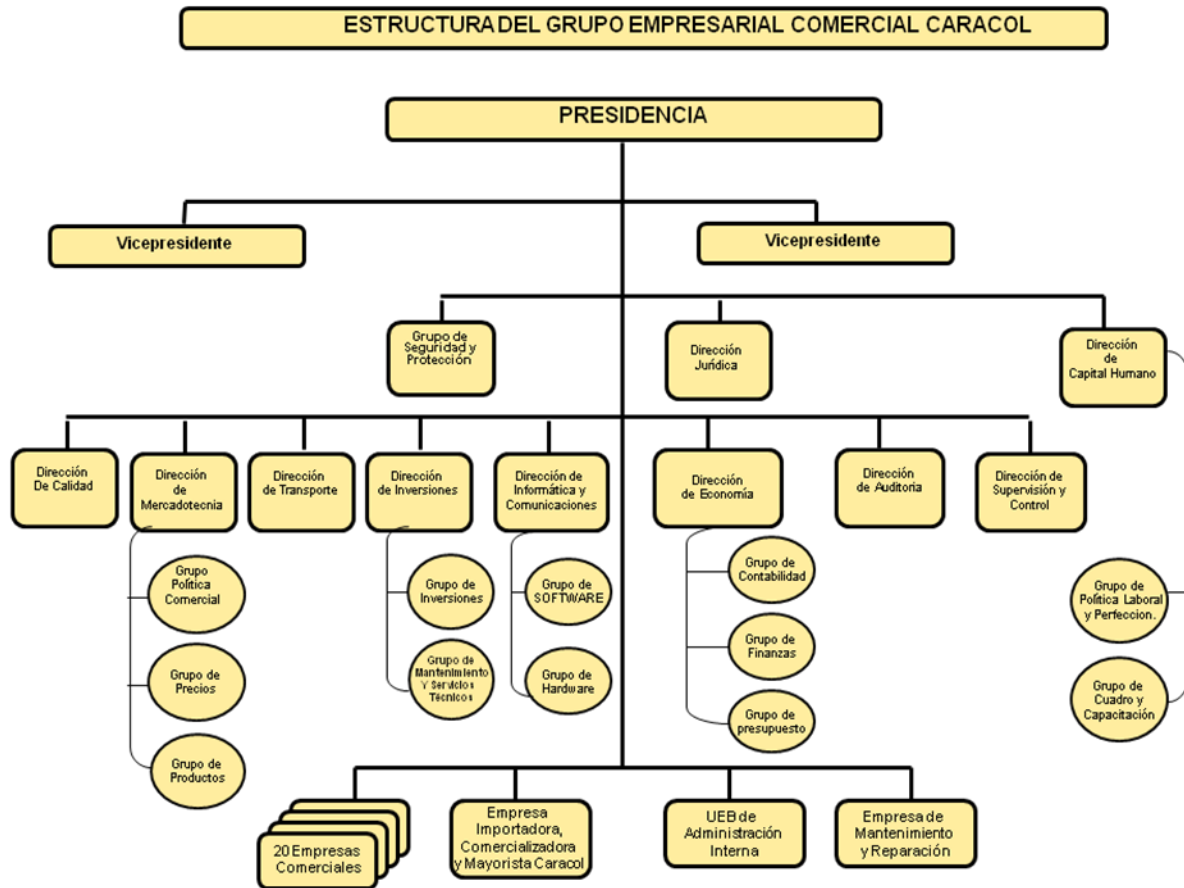 ESTRUCTURA DEL GRUPO EMPRESARIAL COMERCIAL CARACOL
PRESIDENCIA
Vicepresidente
Vicepresidente
Grupo de
Seguridad y
Protección
Dirección
Jurídica
Dirección
de
Capital Humano
Dirección
De Calidad
Dirección
de
Mercadotecnia
Dirección
de Transporte
Dirección
de Inversiones
Dirección de
Informática y
Comunicaciones
Dirección
de Economía
Dirección
de Auditoria
Dirección de
Supervisión y
Control
Grupo
Política
Comercial
Grupo de
Precios
Grupo de
Productos
Grupo de
Inversiones
Grupo de
Mantenimiento
Y Servicios
Técnicos
Grupo de
SOFTWARE
Grupo de
Hardware
Grupo de
Contabilidad
Grupo de
Finanzas
Grupo de
presupuesto
Grupo de
Política Laboral
y Perfeccion.
Grupo de
Cuadro y
Capacitación
20 Empresas
Comerciales
Empresa
Importadora,
Comercializadora
y Mayorista Caracol
UEB de
Administración
Interna
Empresa de
Mantenimiento
y Reparación